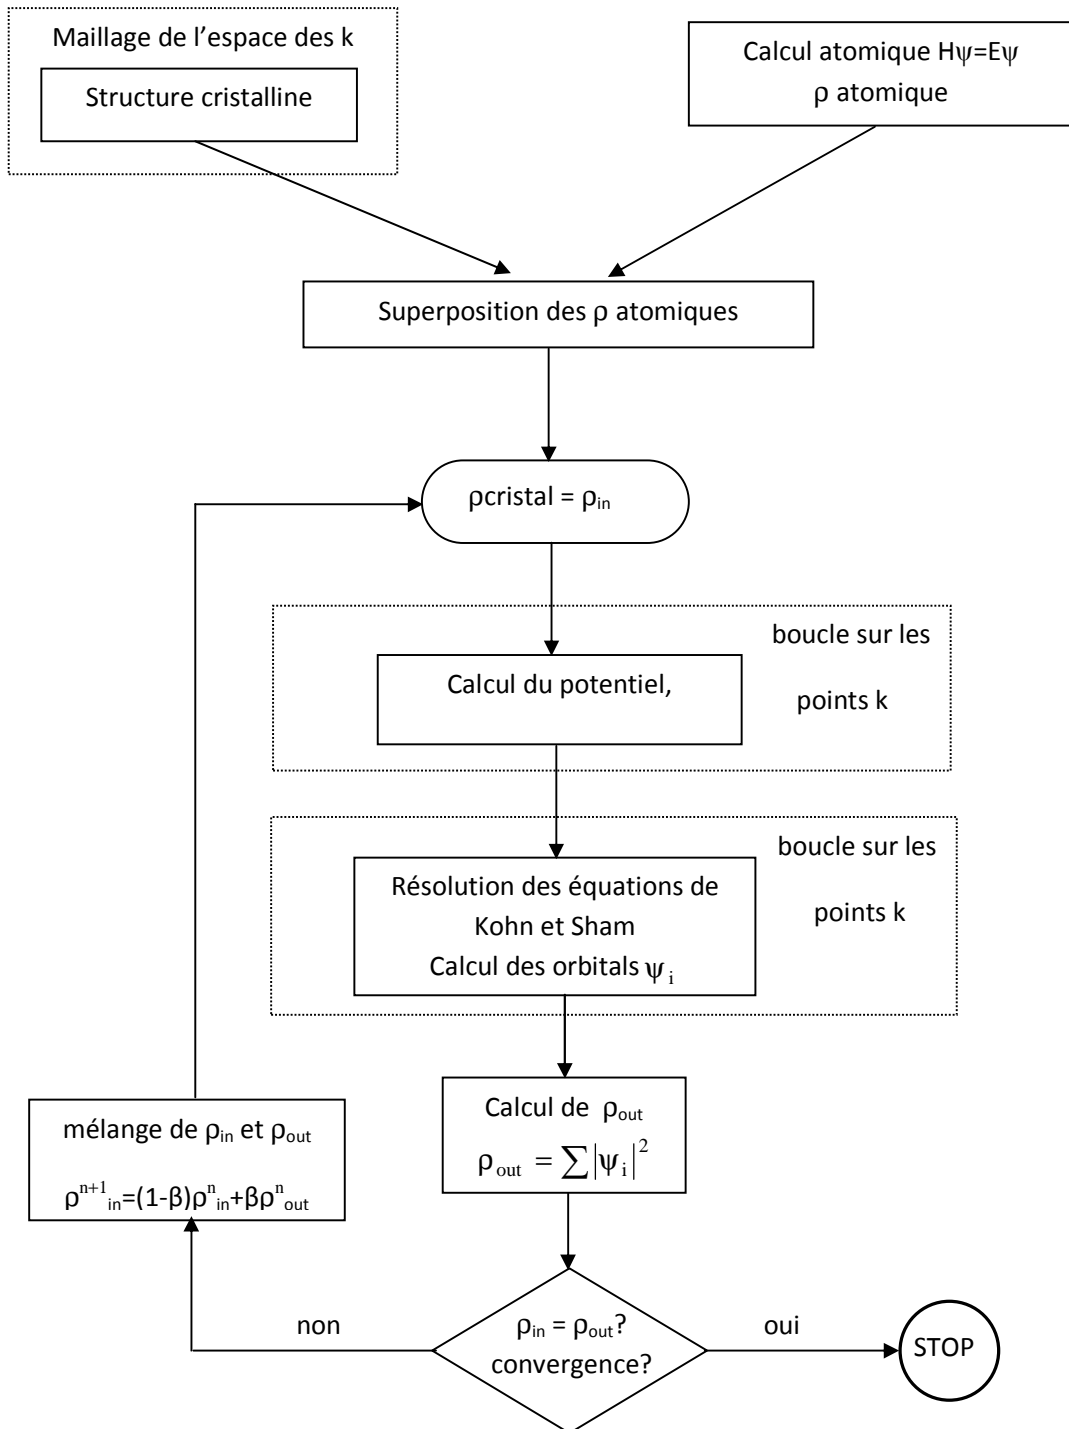 Maillage de l’espace des k
Structure cristalline
Calcul atomique Hψ=Eψ
ρ atomique
Superposition des ρ atomiques
ρcristal = ρin
boucle sur les
points k
Calcul du potentiel,
boucle sur les
points k
Résolution des équations de
Kohn et Sham
Calcul des orbitals ψi
Calcul de ρout
ρout = ∑|ψi|²
mélange de ρin et ρout
ρⁿ⁺¹in=(1-β)ρⁿin+βρⁿout
non
ρin = ρout?
convergence?
oui
STOP